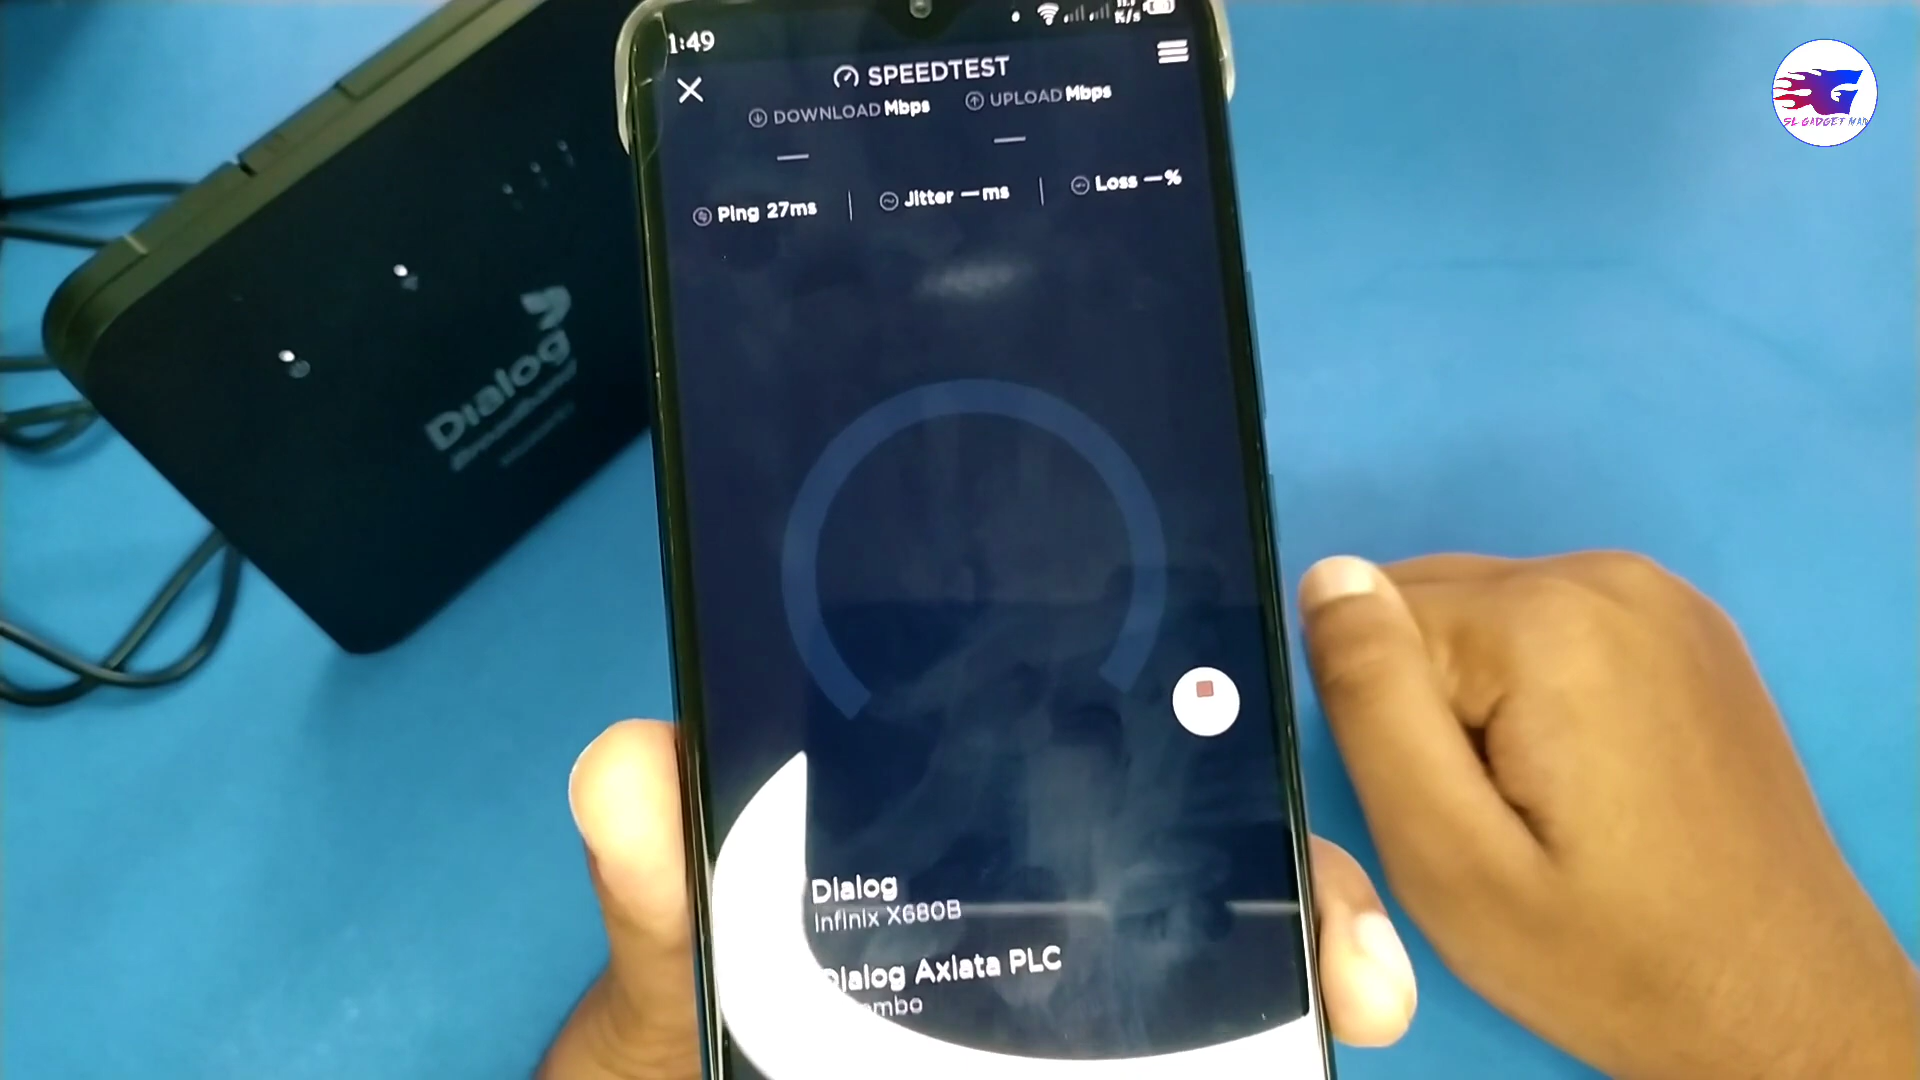 1:49
K/s
SPEEDTEST
DOWNLOAD Mbps
UPLOAD Mbps
—
—
Ping 27ms
Jitter — ms
Loss — %
Dialog
Infinix X680B
Dialog Axiata PLC
mbo
Dialog
SL GADGET MAN